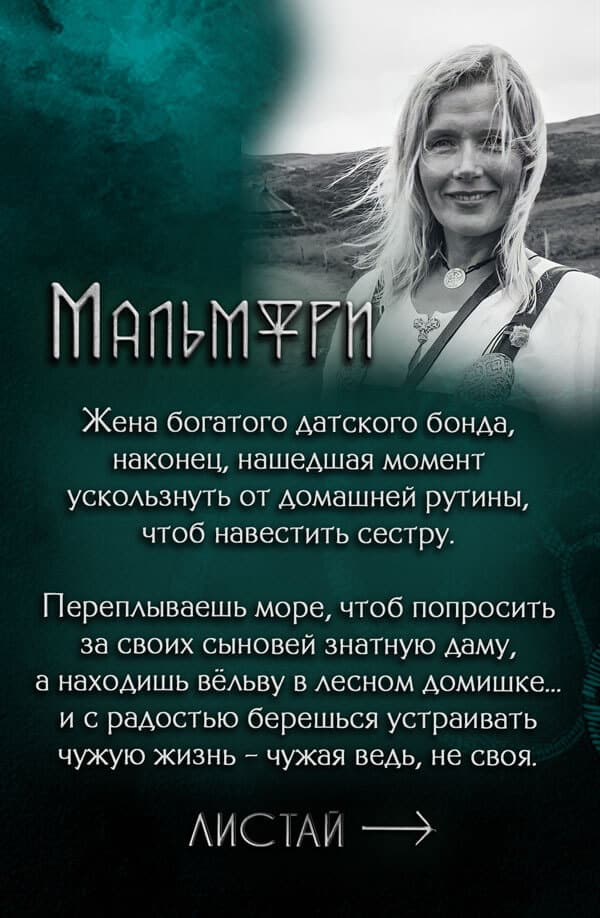 Мальмфри
Жена богатого датского бонда,
наконец, нашедшая момент
ускользнуть от домашней рутины,
чтоб навестить сестру.
Переплываешь море, чтоб попросить
за своих сыновей знатную даму,
а находишь вёльву в лесном домишке...
и с радостью берешься устраивать
чужую жизнь – чужая ведь, не своя.
ЛИСТАЙ →